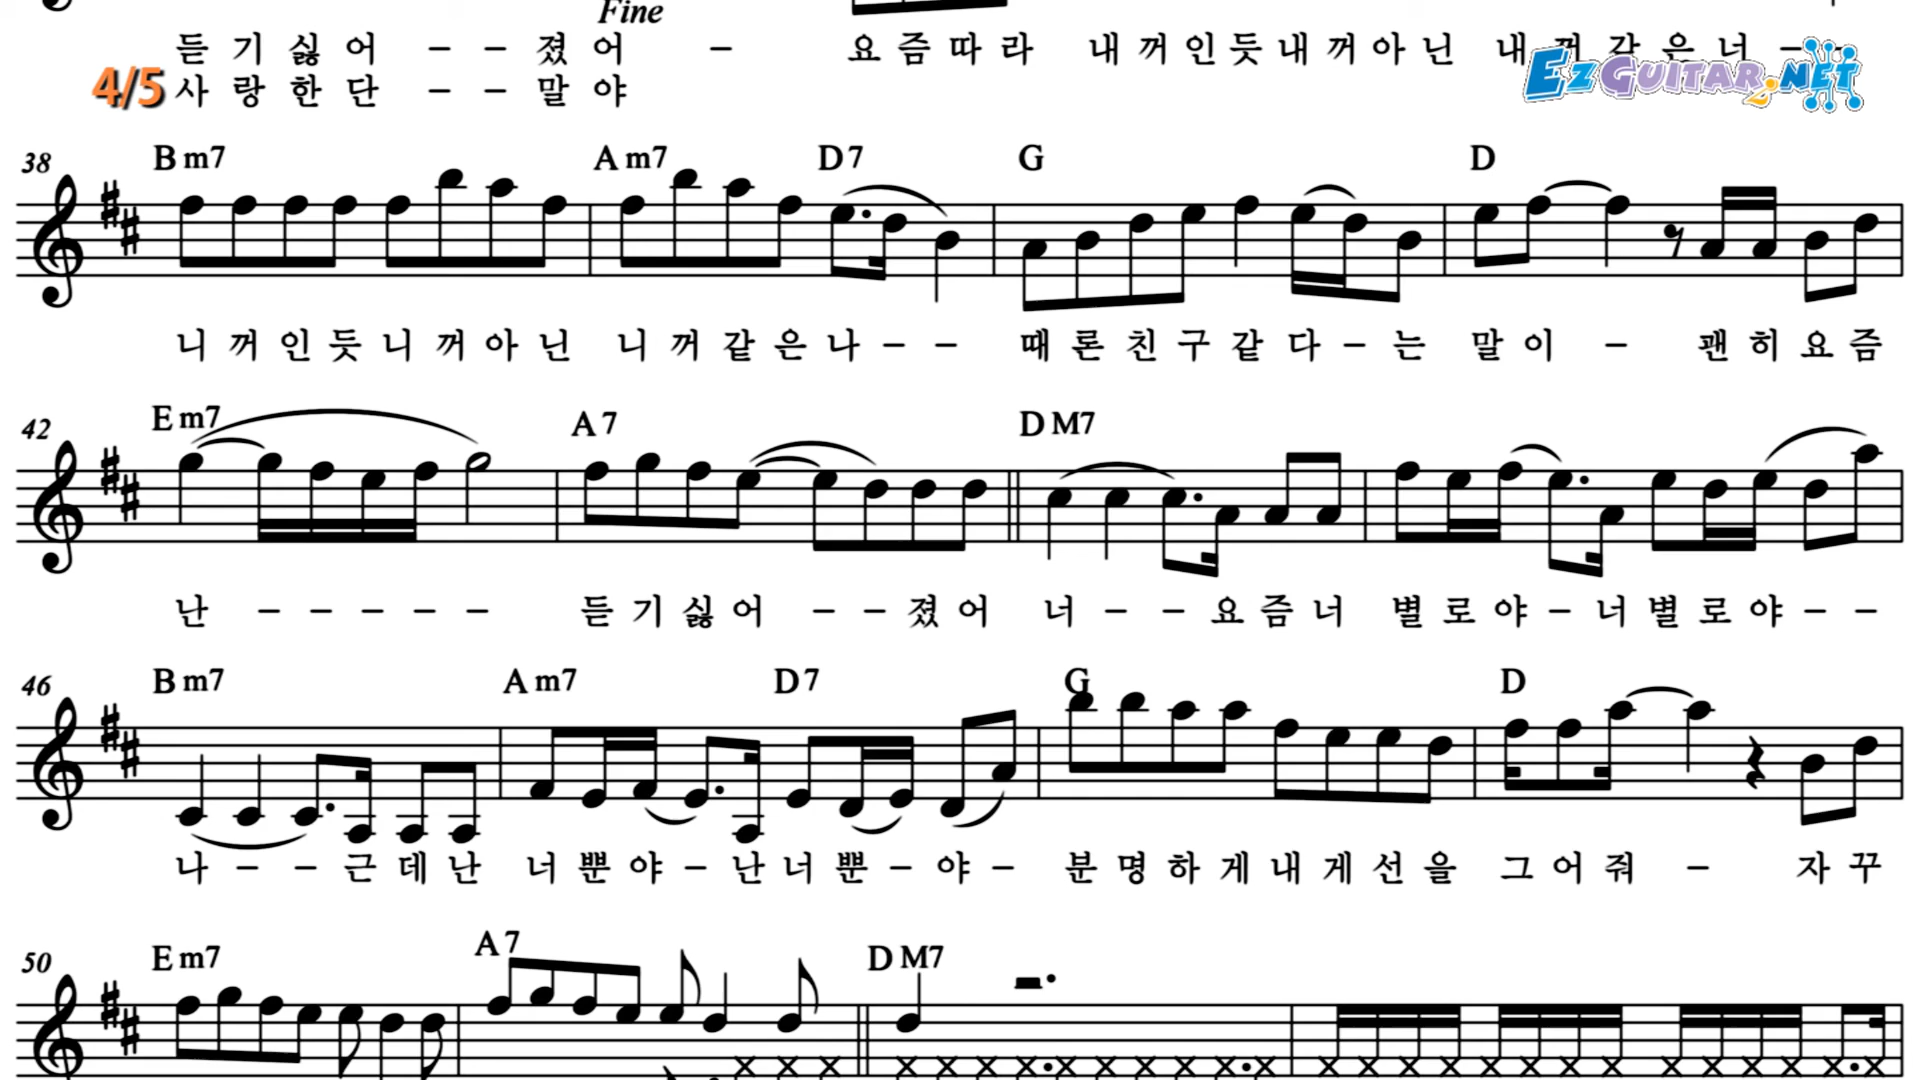 Fine
듣 기 싫 어 - - 졌 어 - 요 즘 따 라 내 꺼 인 듯 내 꺼 아 닌 내 꺼 같 은 너 - -
4/5 사 랑 한 단 - - 말 야
EzGuitar.NET
38 Bm7 Am7 D7 G D
니 꺼 인 듯 니 꺼 아 닌 니 꺼 같 은 나 - - 때 론 친 구 같 다 - 는 말 이 - 괜 히 요 즘
42 Em7 A7 DM7
난 - - - - - 듣 기 싫 어 - - 졌 어 너 - - 요 즘 너 별 로 야 - 너 별 로 야 - -
46 Bm7 Am7 D7 G D
나 - - 근 데 난 너 뿐 야 - 난 너 뿐 - 야 - 분 명 하 게 내 게 선 을 그 어 줘 - 자 꾸
50 Em7 A7 DM7